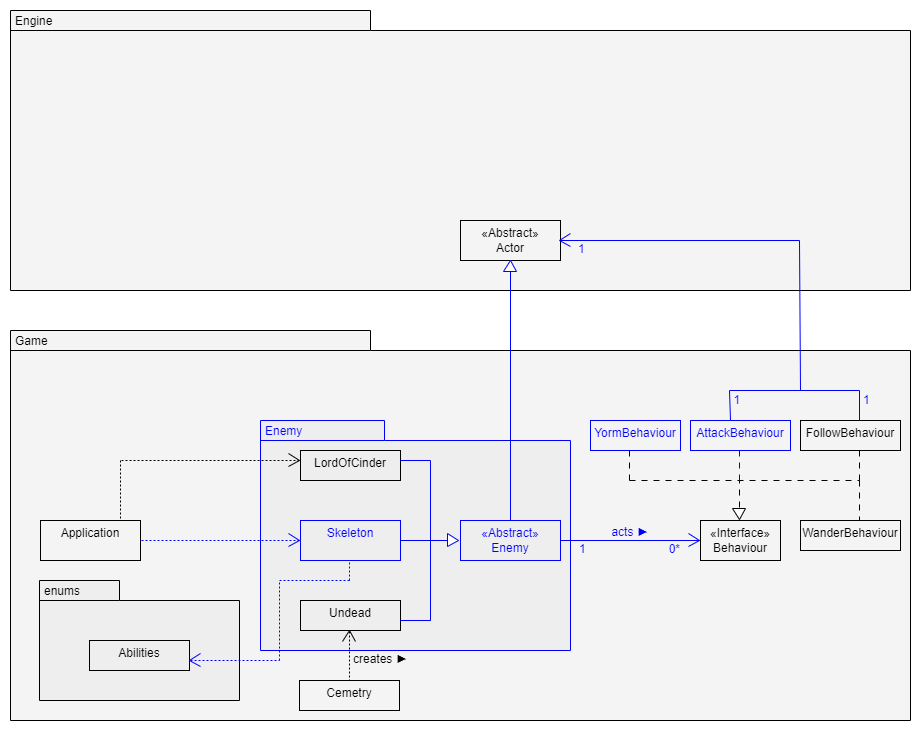 Engine
«Abstract»
Actor
1
Game
1
1
Enemy
YormBehaviour
AttackBehaviour
FollowBehaviour
LordOfCinder
Application
Skeleton
«Abstract»
Enemy
acts ►
1
0*
«Interface»
Behaviour
WanderBehaviour
enums
Undead
Abilities
creates ►
Cemetry